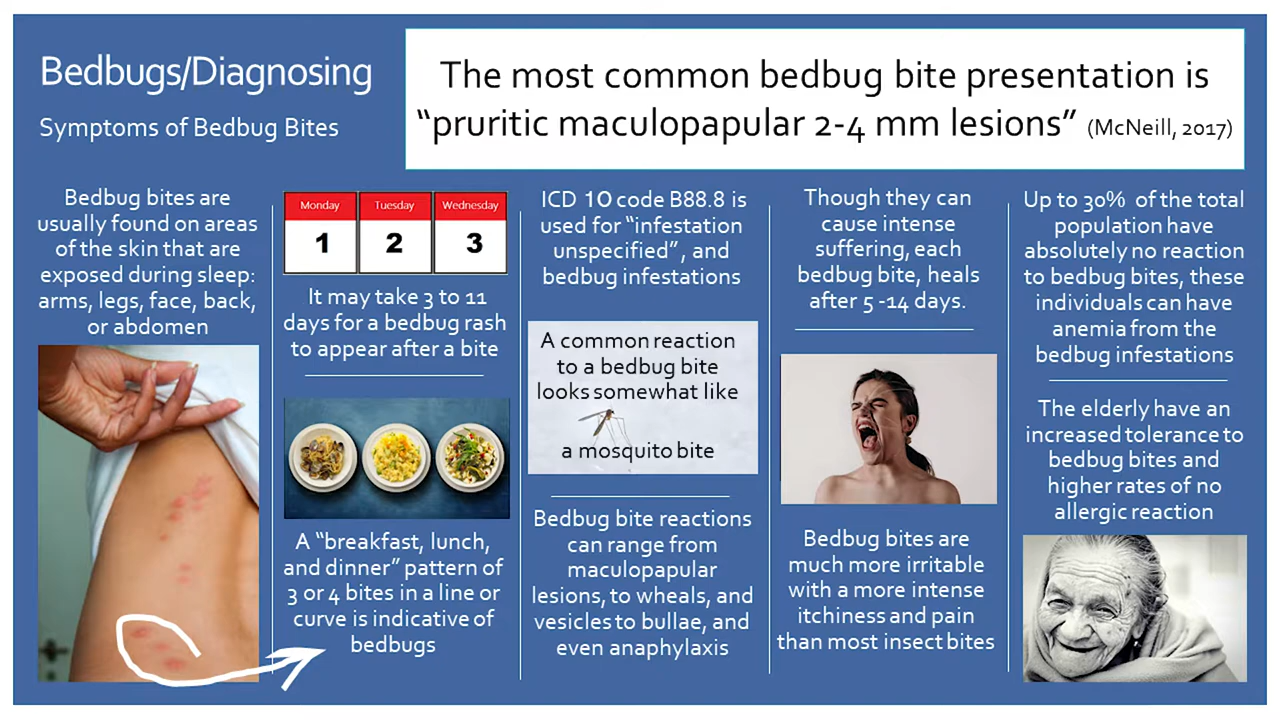 Bedbugs/Diagnosing
Symptoms of Bedbug Bites
The most common bedbug bite presentation is
“pruritic maculopapular 2-4 mm lesions” (McNeill, 2017)
Bedbug bites are
usually found on areas
of the skin that are
exposed during sleep:
arms, legs, face, back,
or abdomen
Monday Tuesday Wednesday
1 2 3
It may take 3 to 11
days for a bedbug rash
to appear after a bite
A “breakfast, lunch,
and dinner” pattern of
3 or 4 bites in a line or
curve is indicative of
bedbugs
ICD 10 code B88.8 is
used for “infestation
unspecified” , and
bedbug infestations
A common reaction
to a bedbug bite
looks somewhat like
a mosquito bite
Bedbug bite reactions
can range from
maculopapular
lesions, to wheals, and
vesicles to bullae, and
even anaphylaxis
Though they can
cause intense
suffering, each
bedbug bite, heals
after 5 -14 days.
Bedbug bites are
much more irritable
with a more intense
itchiness and pain
than most insect bites
Up to 30% of the total
population have
absolutely no reaction
to bedbug bites, these
individuals can have
anemia from the
bedbug infestations
The elderly have an
increased tolerance to
bedbug bites and
higher rates of no
allergic reaction